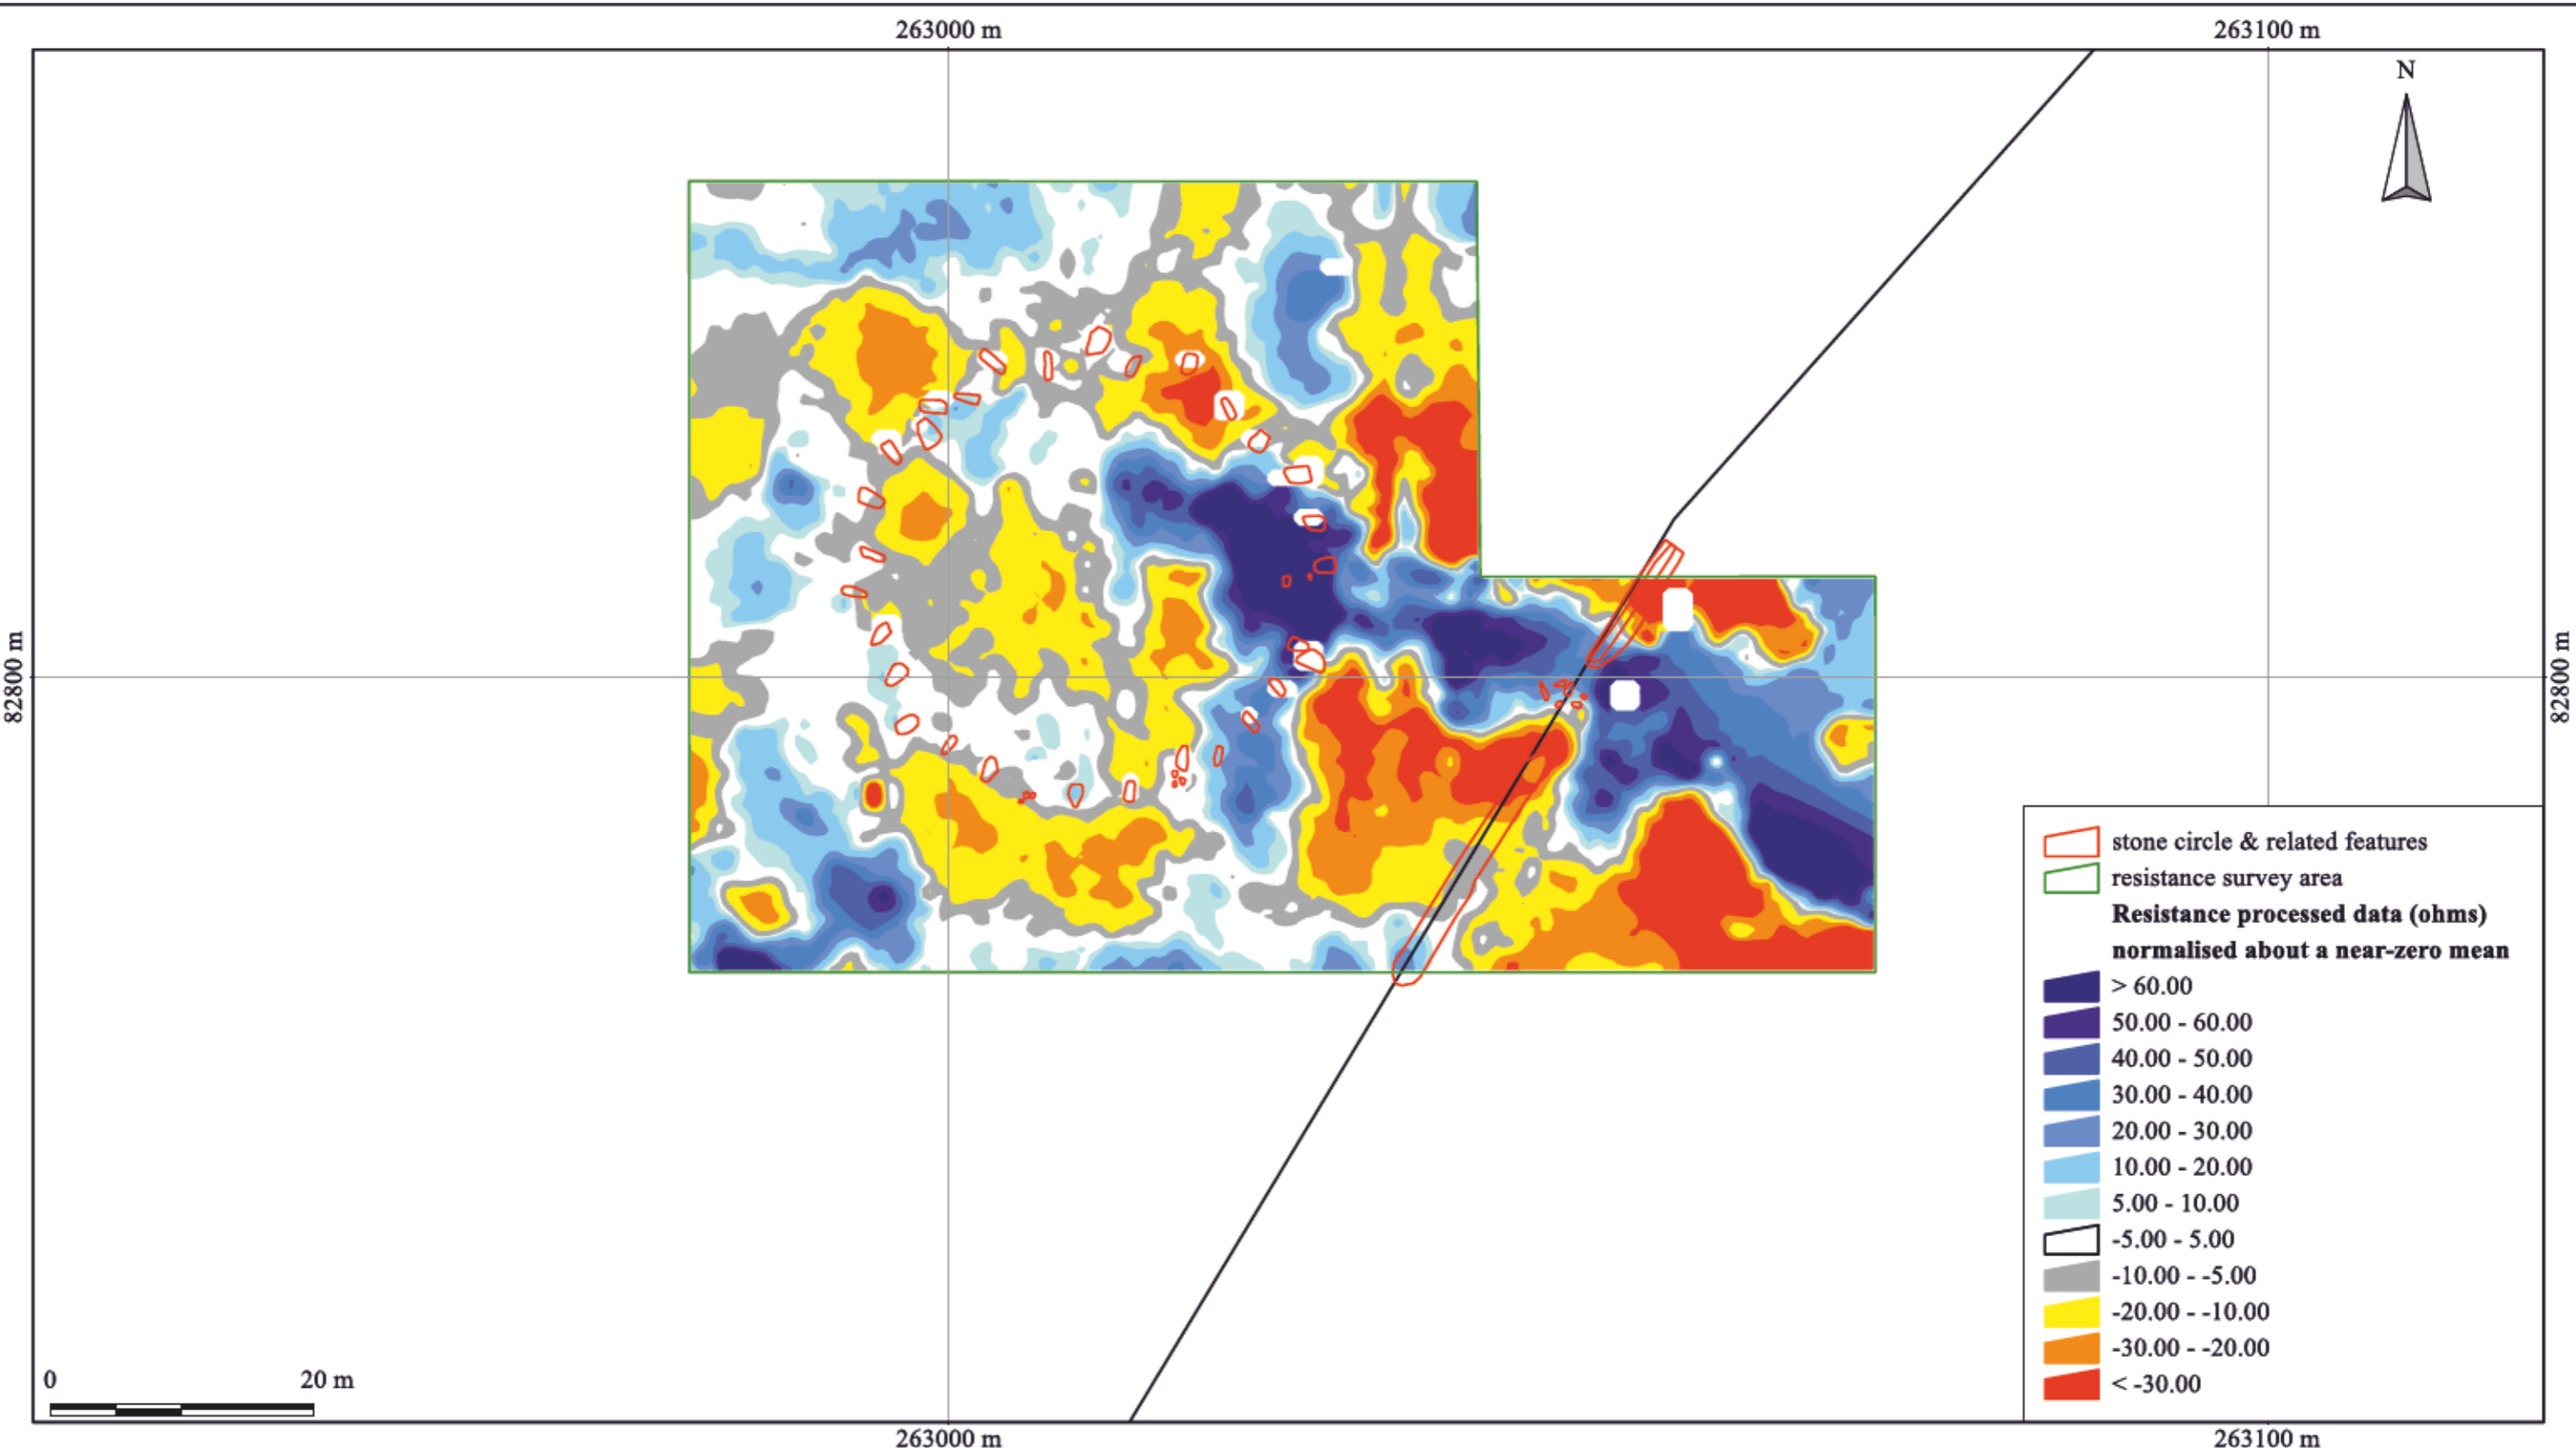 263000 m
263100 m
N
82800 m
82800 m
stone circle & related features
resistance survey area
Resistance processed data (ohms)
normalised about a near-zero mean
> 60.00
50.00 - 60.00
40.00 - 50.00
30.00 - 40.00
20.00 - 30.00
10.00 - 20.00
5.00 - 10.00
-5.00 - 5.00
-10.00 - -5.00
-20.00 - -10.00
-30.00 - -20.00
< -30.00
0
20 m
263000 m
263100 m